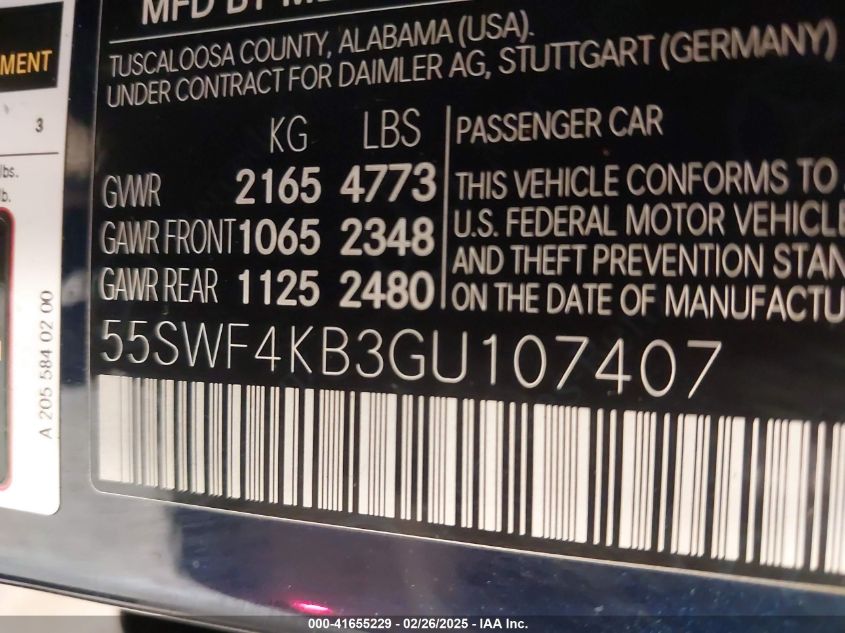 MFD BY
TUSCALOOSA COUNTY, ALABAMA (USA).
UNDER CONTRACT FOR DAIMLER AG, STUTTGART (GERMANY)
MENT
3
lbs.
lb.
KG LBS
GVWR 2165 4773
GAWR FRONT 1065 2348
GAWR REAR 1125 2480
PASSENGER CAR
THIS VEHICLE CONFORMS TO
U.S. FEDERAL MOTOR VEHICLE
AND THEFT PREVENTION STAN
ON THE DATE OF MANUFACTU
55SWF4KB3GU107407
A 205 584 02 00
000-41655229 - 02/26/2025 - IAA Inc.